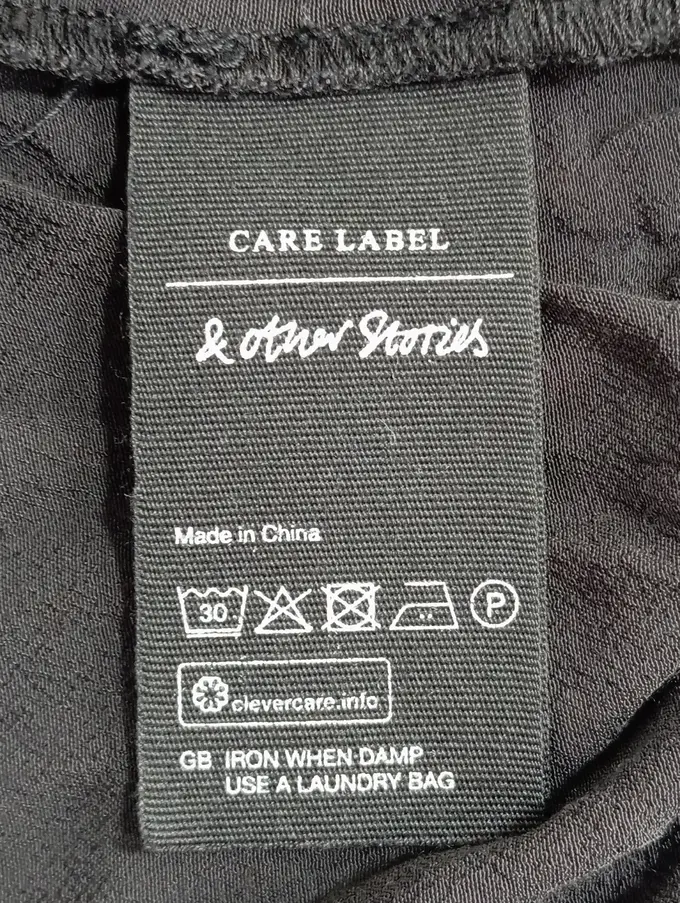 CARE LABEL
& other Stories
Made in China
30 P
clevercare.info
GB IRON WHEN DAMP
USE A LAUNDRY BAG